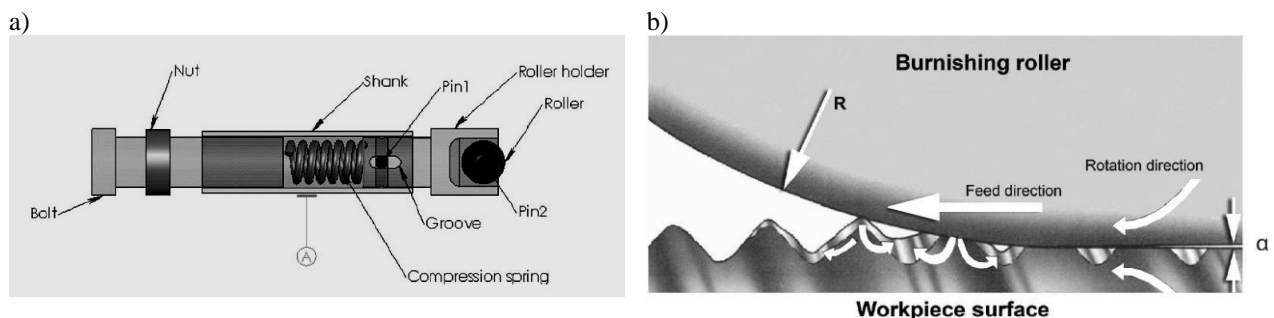 a)
Nut
Shank
Pin1
Roller holder
Roller
Bolt
Groove
Pin2
A
Compression spring
b)
Burnishing roller
R
Rotation direction
Feed direction
α
Workpiece surface